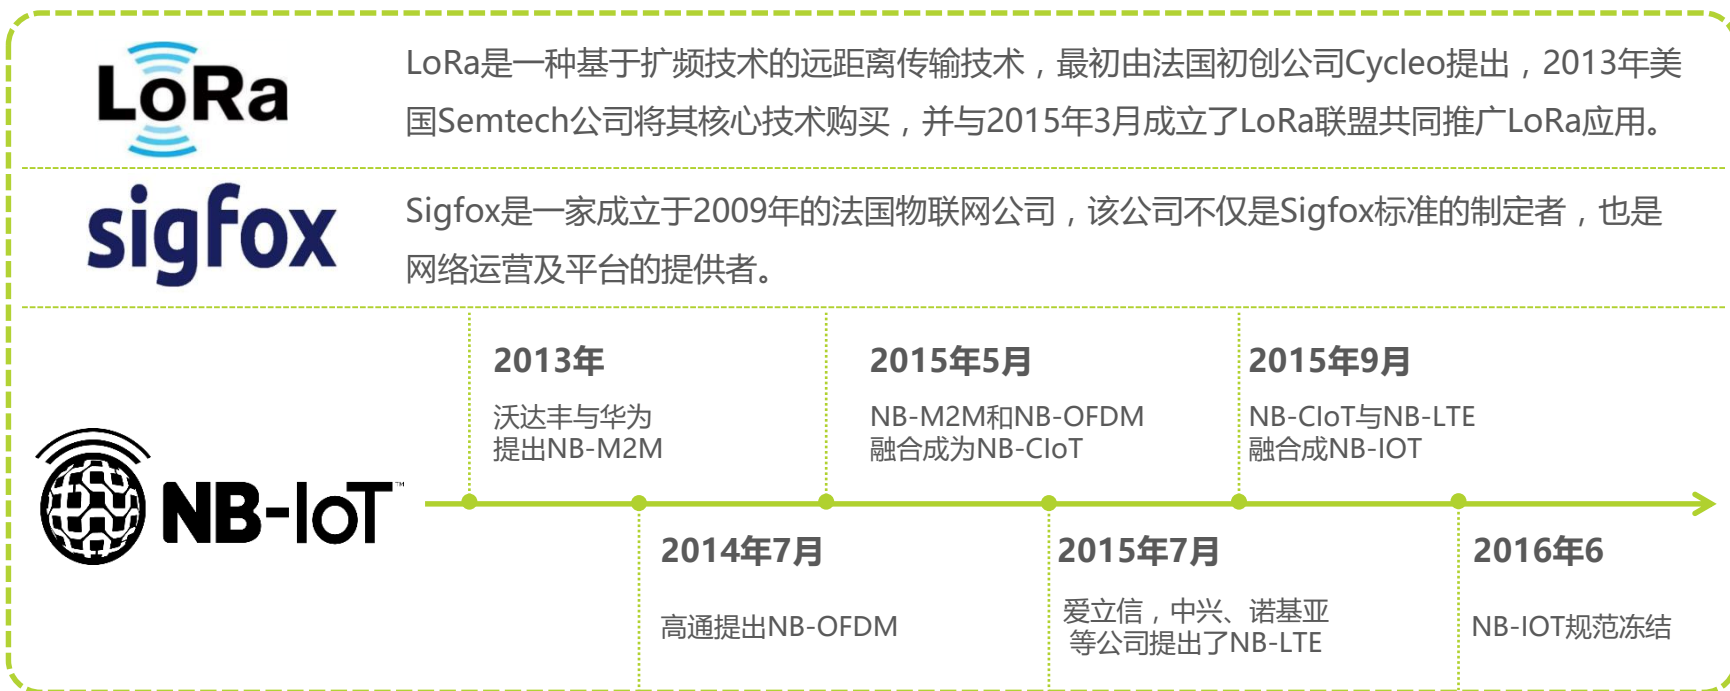 LoRa
LoRa是一种基于扩频技术的远距离传输技术，最初由法国初创公司Cycleo提出，2013年美
国Semtech公司将其核心技术购买，并与2015年3月成立了LoRa联盟共同推广LoRa应用。
sigfox
Sigfox是一家成立于2009年的法国物联网公司，该公司不仅是Sigfox标准的制定者，也是
网络运营及平台的提供者。
NB-IoT™
2013年
沃达丰与华为
提出NB-M2M
2014年7月
高通提出NB-OFDM
2015年5月
NB-M2M和NB-OFDM
融合成为NB-CIoT
2015年7月
爱立信，中兴、诺基亚
等公司提出了NB-LTE
2015年9月
NB-CIoT与NB-LTE
融合成NB-IOT
2016年6
NB-IOT规范冻结